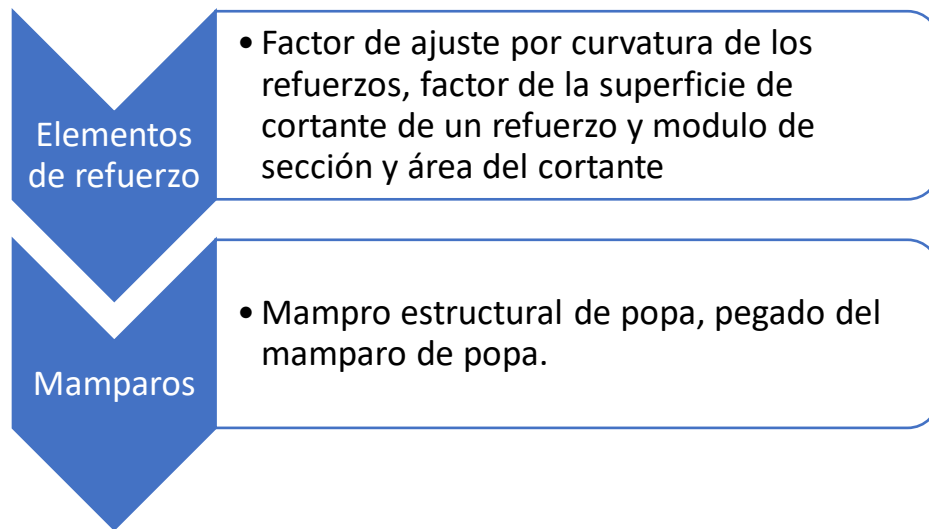 Elementos
de refuerzo
• Factor de ajuste por curvatura de los
refuerzos, factor de la superficie de
cortante de un refuerzo y modulo de
sección y área del cortante
Mamparos
• Mampro estructural de popa, pegado del
mamparo de popa.